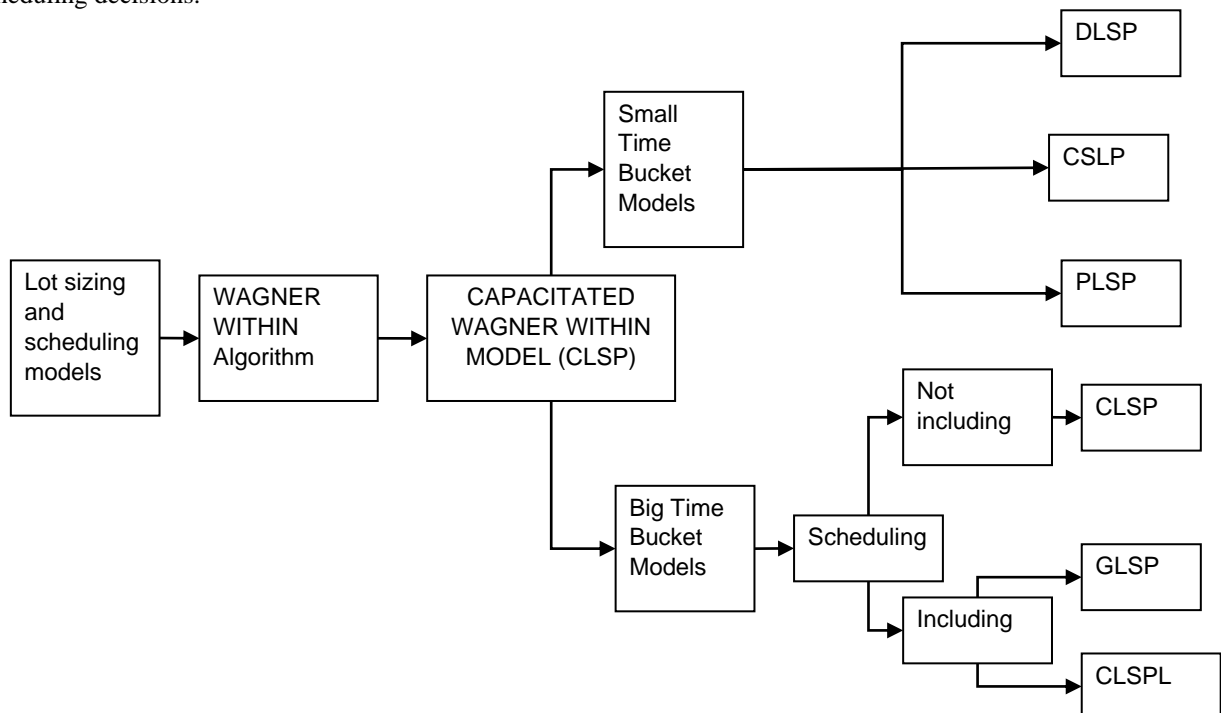 heduling decisions.
DLSP
Small
Time
Bucket
Models
CSLP
PLSP
Lot sizing
and
scheduling
models
WAGNER
WITHIN
Algorithm
CAPACITATED
WAGNER WITHIN
MODEL (CLSP)
Not
including
CLSP
Big Time
Bucket
Models
Scheduling
GLSP
Including
CLSPL